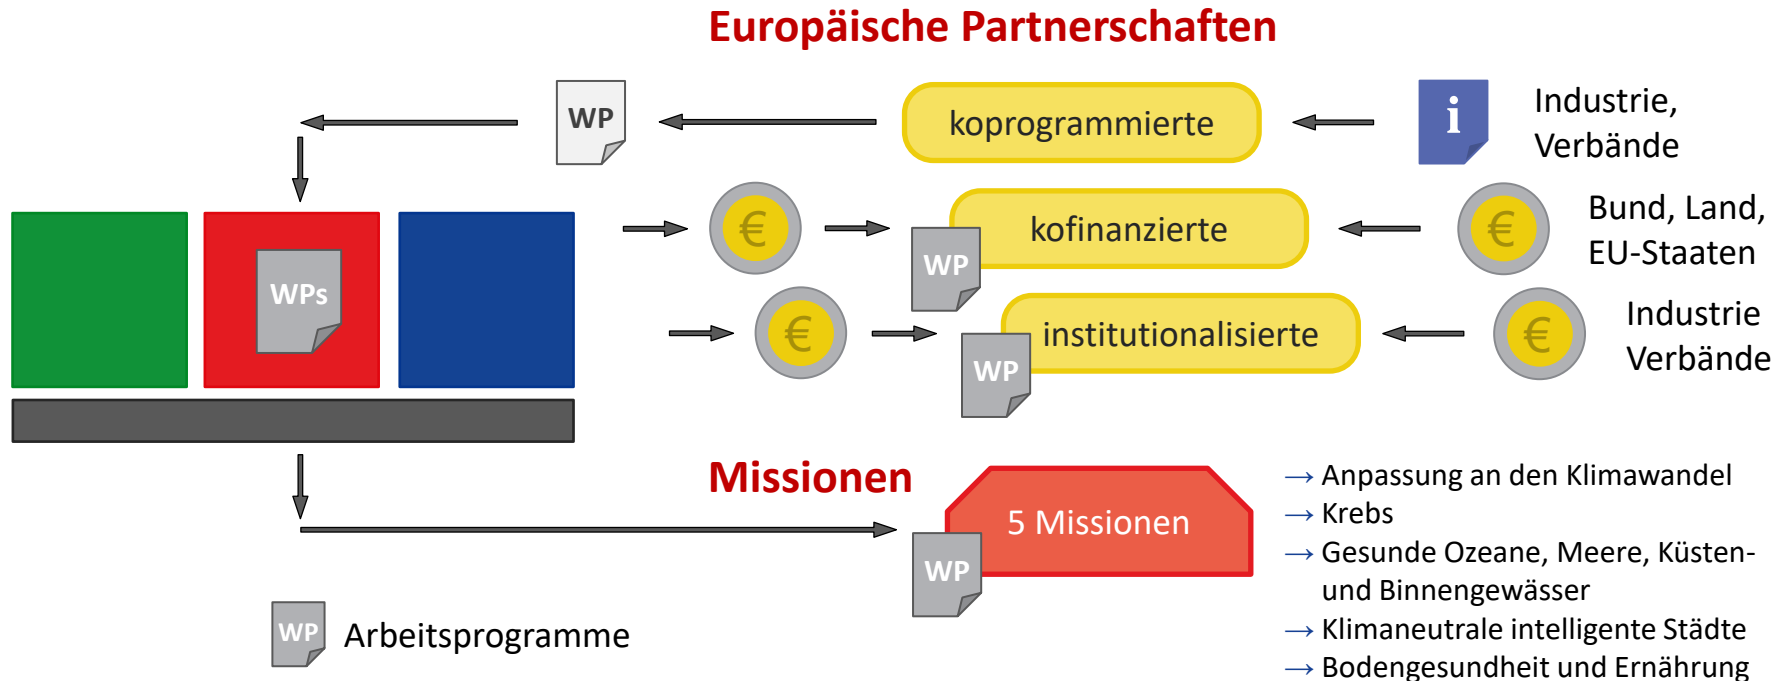 Europäische Partnerschaften
WP
koprogrammierte
i
Industrie,
Verbände
WPs
€
WP
kofinanzierte
€
Bund, Land,
EU-Staaten
€
WP
institutionalisierte
€
Industrie
Verbände
Missionen
WP
5 Missionen
→ Anpassung an den Klimawandel
→ Krebs
→ Gesunde Ozeane, Meere, Küsten-
und Binnengewässer
→ Klimaneutrale intelligente Städte
→ Bodengesundheit und Ernährung
WP
Arbeitsprogramme